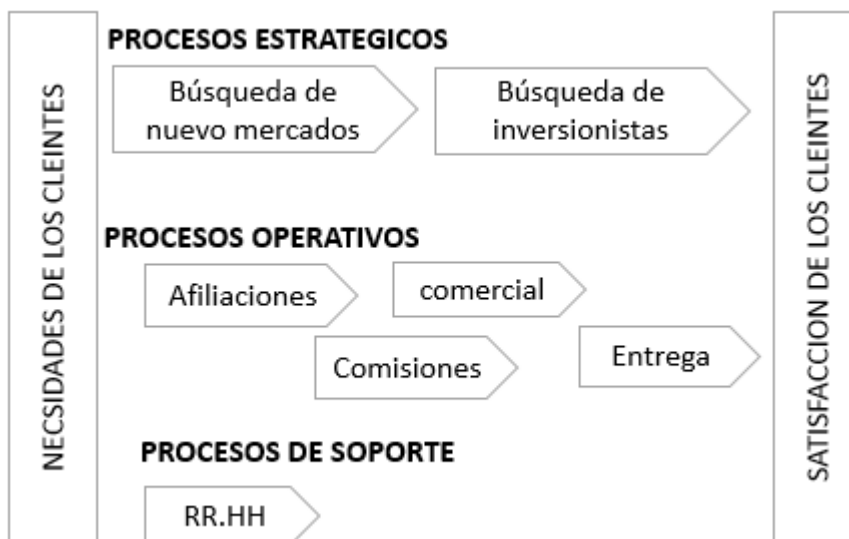 NECSIDADES DE LOS CLEINTES
PROCESOS ESTRATEGICOS
Búsqueda de
nuevo mercados
Búsqueda de
inversionistas
PROCESOS OPERATIVOS
Afiliaciones
comercial
Comisiones
Entrega
PROCESOS DE SOPORTE
RR.HH
SATISFACCION DE LOS CLEINTES